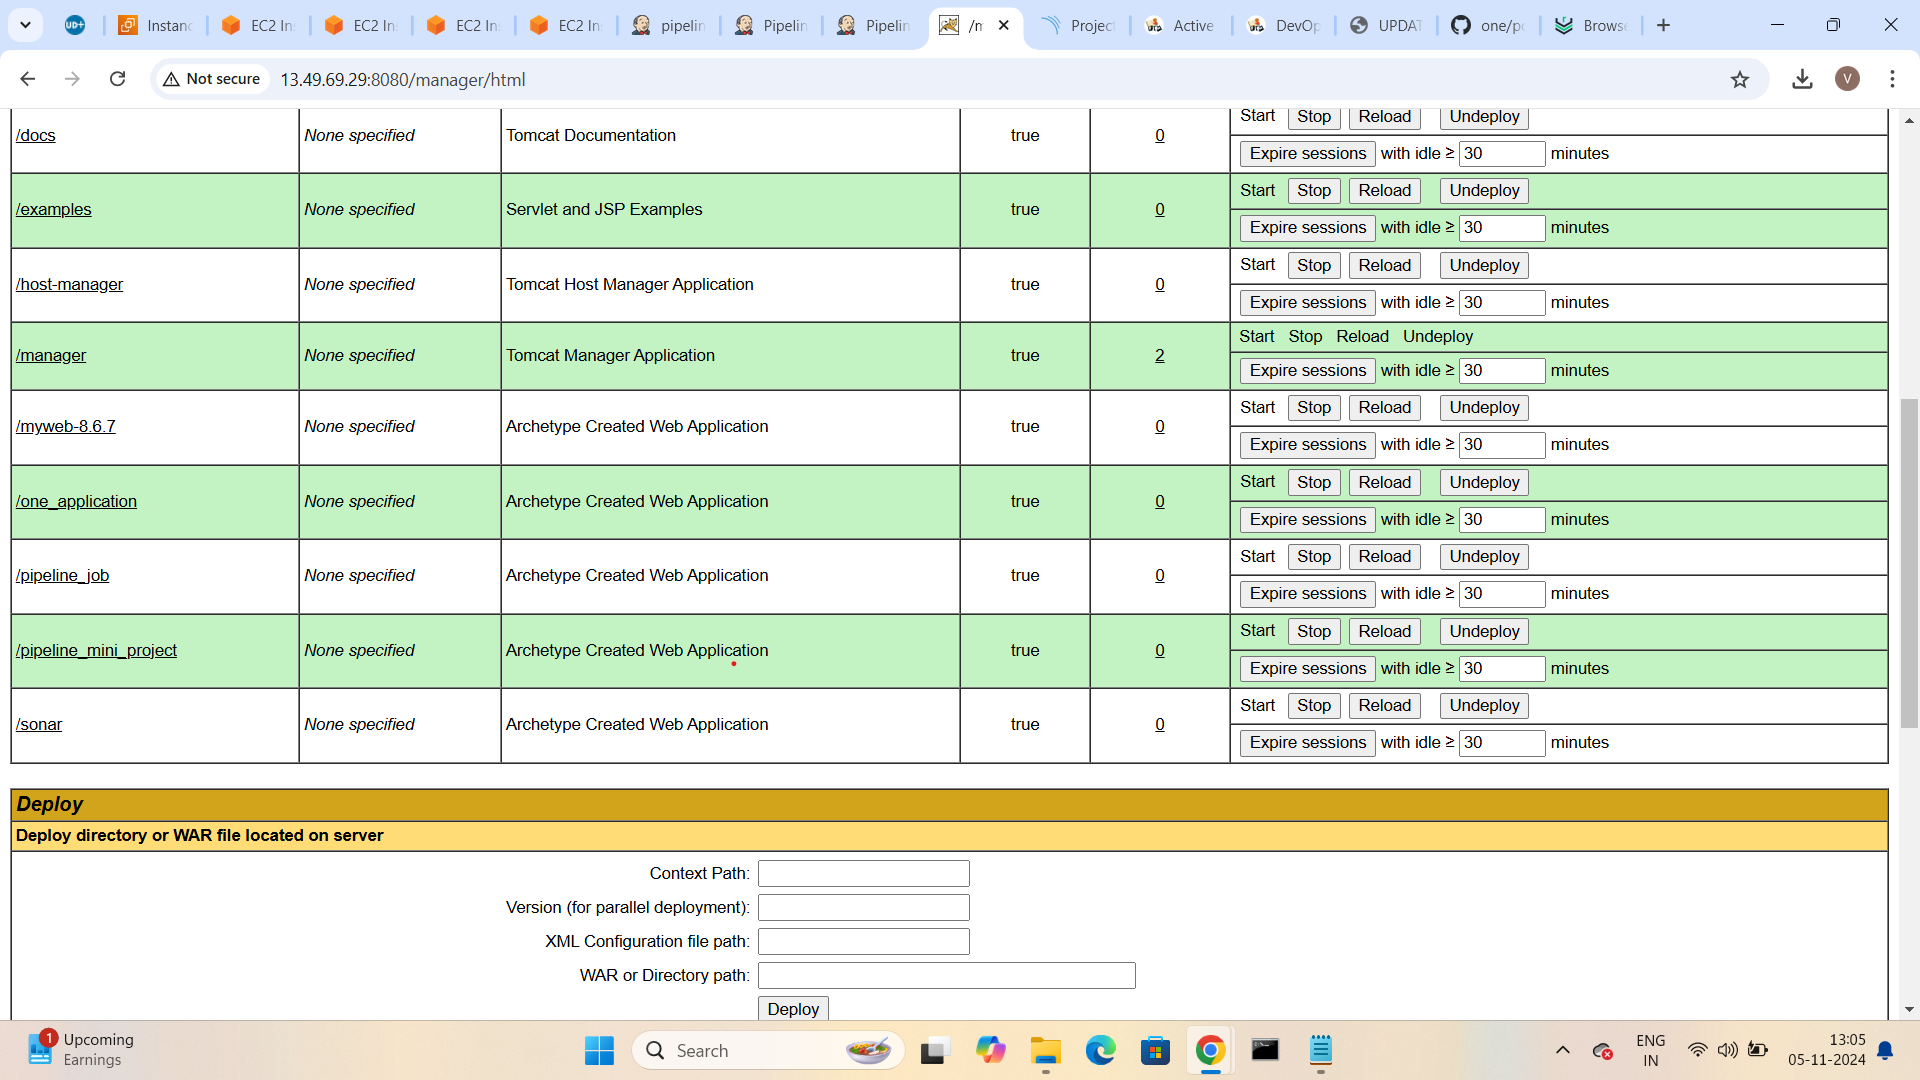 UD+
Instanc
EC2 In
EC2 In
EC2 In
EC2 In
pipelin
Pipelin
Pipelin
/m
Project
Active
DevOp
UPDAT
one/po
Browse
Not secure
13.49.69.29:8080/manager/html
V
/docs None specified Tomcat Documentation true 0 Start Stop Reload Undeploy
Expire sessions with idle ≥ 30 minutes
/examples None specified Servlet and JSP Examples true 0 Start Stop Reload Undeploy
Expire sessions with idle ≥ 30 minutes
/host-manager None specified Tomcat Host Manager Application true 0 Start Stop Reload Undeploy
Expire sessions with idle ≥ 30 minutes
/manager None specified Tomcat Manager Application true 2 Start Stop Reload Undeploy
Expire sessions with idle ≥ 30 minutes
/myweb-8.6.7 None specified Archetype Created Web Application true 0 Start Stop Reload Undeploy
Expire sessions with idle ≥ 30 minutes
/one_application None specified Archetype Created Web Application true 0 Start Stop Reload Undeploy
Expire sessions with idle ≥ 30 minutes
/pipeline_job None specified Archetype Created Web Application true 0 Start Stop Reload Undeploy
Expire sessions with idle ≥ 30 minutes
/pipeline_mini_project None specified Archetype Created Web Application true 0 Start Stop Reload Undeploy
Expire sessions with idle ≥ 30 minutes
/sonar None specified Archetype Created Web Application true 0 Start Stop Reload Undeploy
Expire sessions with idle ≥ 30 minutes
Deploy
Deploy directory or WAR file located on server
Context Path:
Version (for parallel deployment):
XML Configuration file path:
WAR or Directory path:
Deploy
1
Upcoming
Earnings
Search
ENG
IN
13:05
05-11-2024